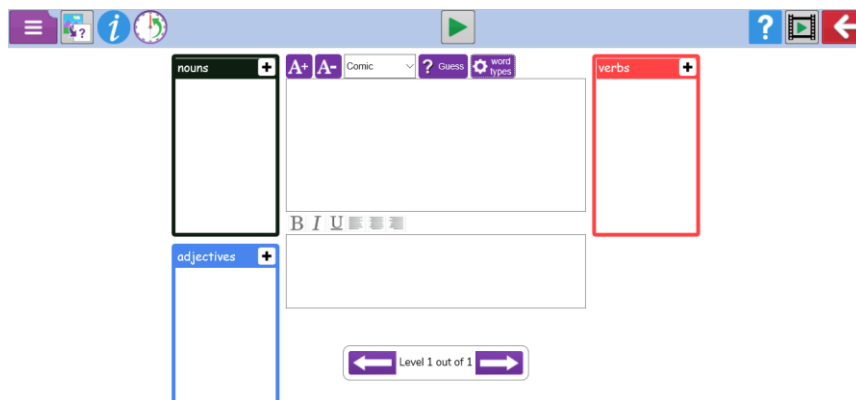 nouns
A+ A- Comic ? Guess word types
verbs
B I U
adjectives
Level 1 out of 1